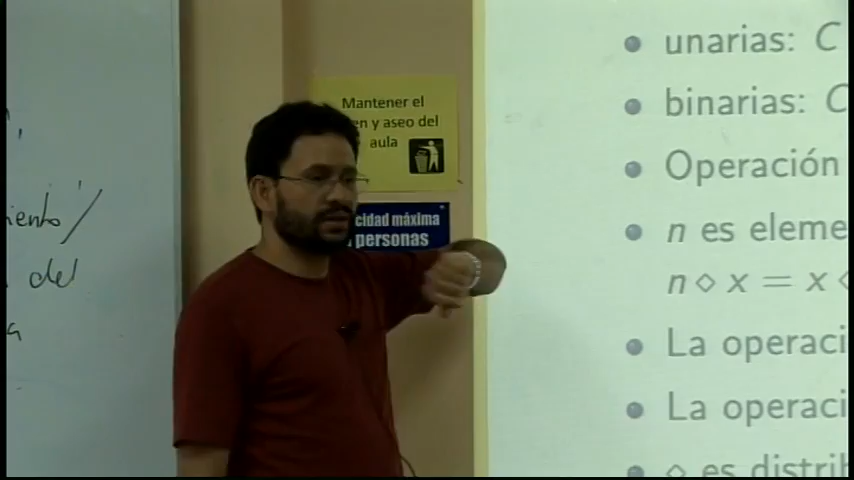 iento
del
Mantener el
en y aseo del
aula
cidad máxima
personas
unarias: C
binarias: C
Operación
n es eleme
n ⋄ x = x ⋄
La operaci
La operaci
⋄ es distrib